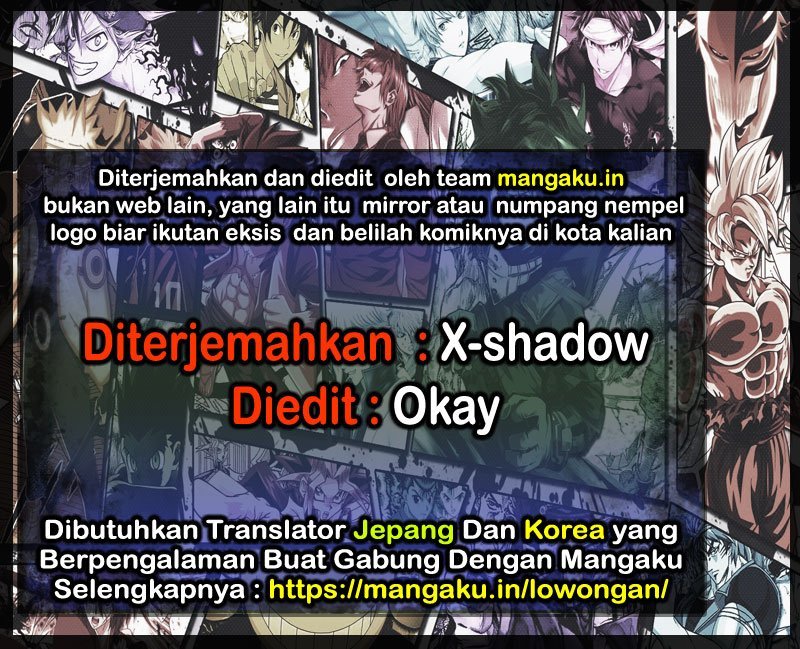 Diterjemahkan dan diedit oleh team mangaku.in
bukan web lain, yang lain itu mirror atau numpang nempel
logo biar ikutan eksis dan belilah komiknya di kota kalian
Diterjemahkan : X-shadow
Diedit : Okay
Dibutuhkan Translator Jepang Dan Korea yang
Berpengalaman Buat Gabung Dengan Mangaku
Selengkapnya : https://mangaku.in/lowongan/
10